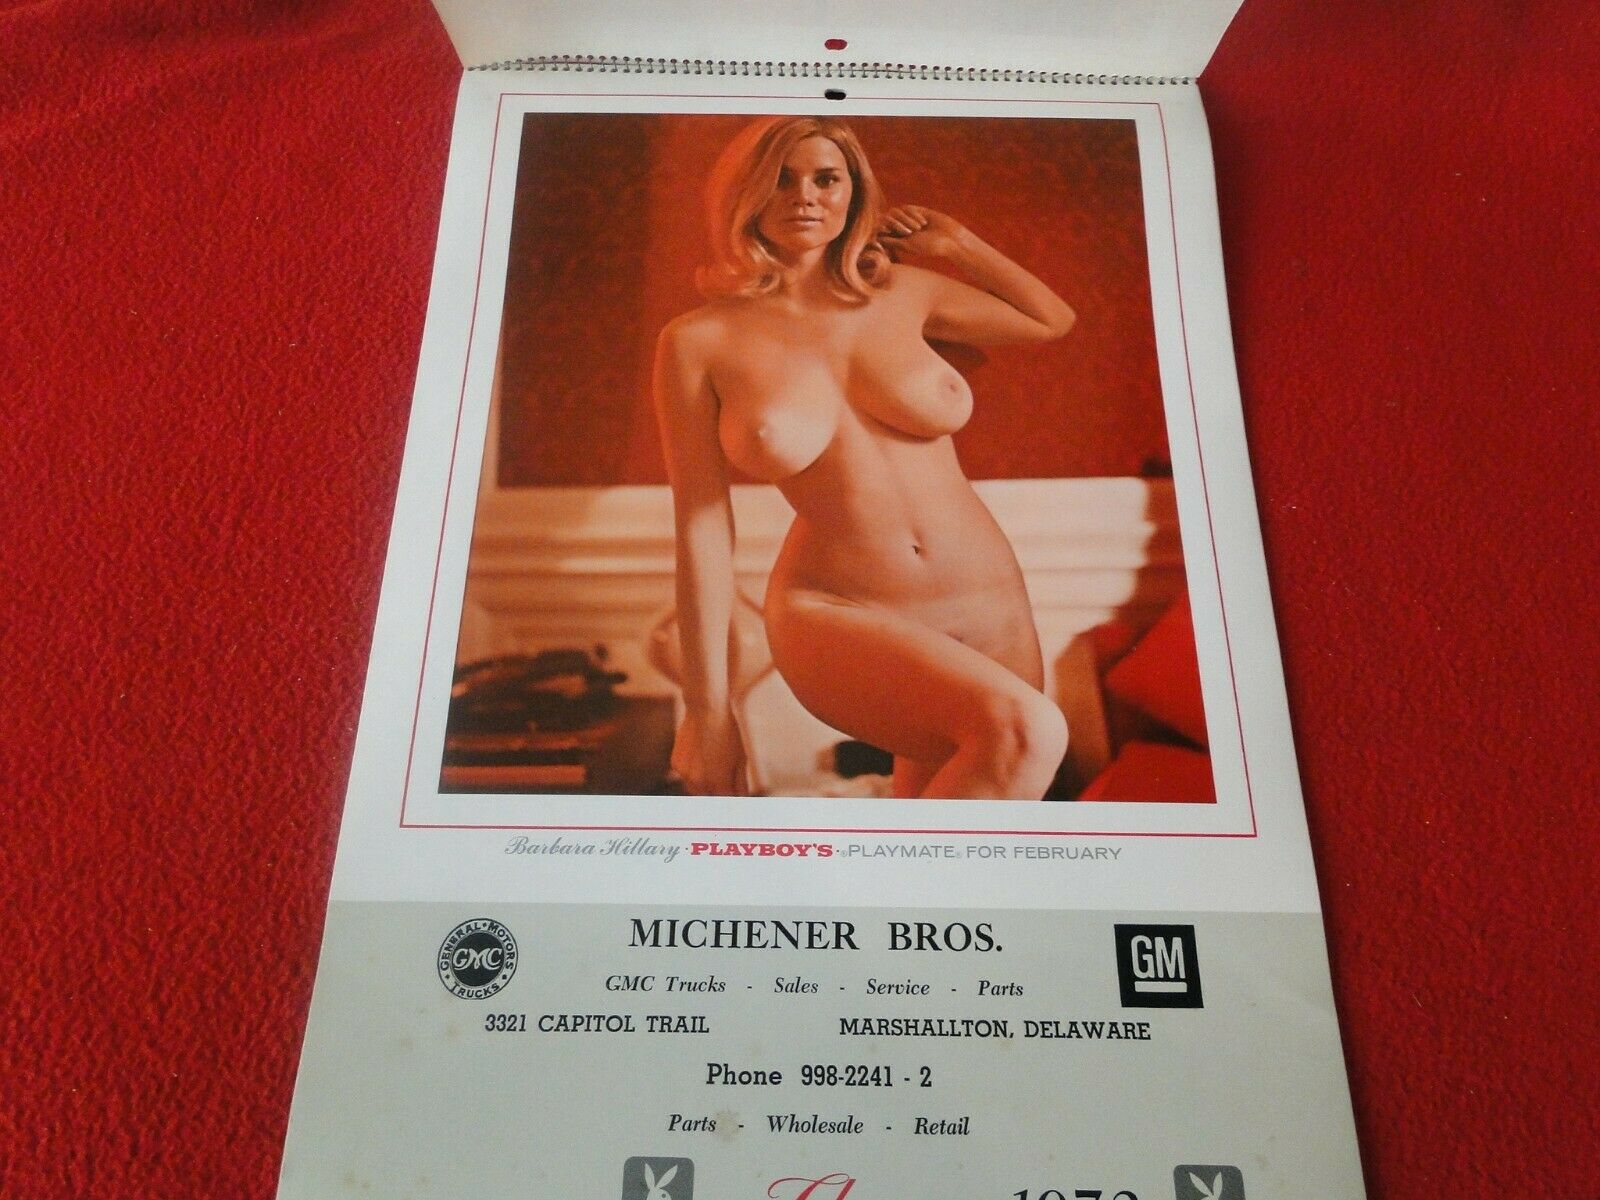 Barbara Hillary · PLAYBOY'S · ®PLAYMATE® FOR FEBRUARY
GENERAL MOTORS
GMC
TRUCKS
MICHENER BROS.
GM
GMC Trucks - Sales - Service - Parts
3321 CAPITOL TRAIL MARSHALLTON, DELAWARE
Phone 998-2241 - 2
Parts - Wholesale - Retail